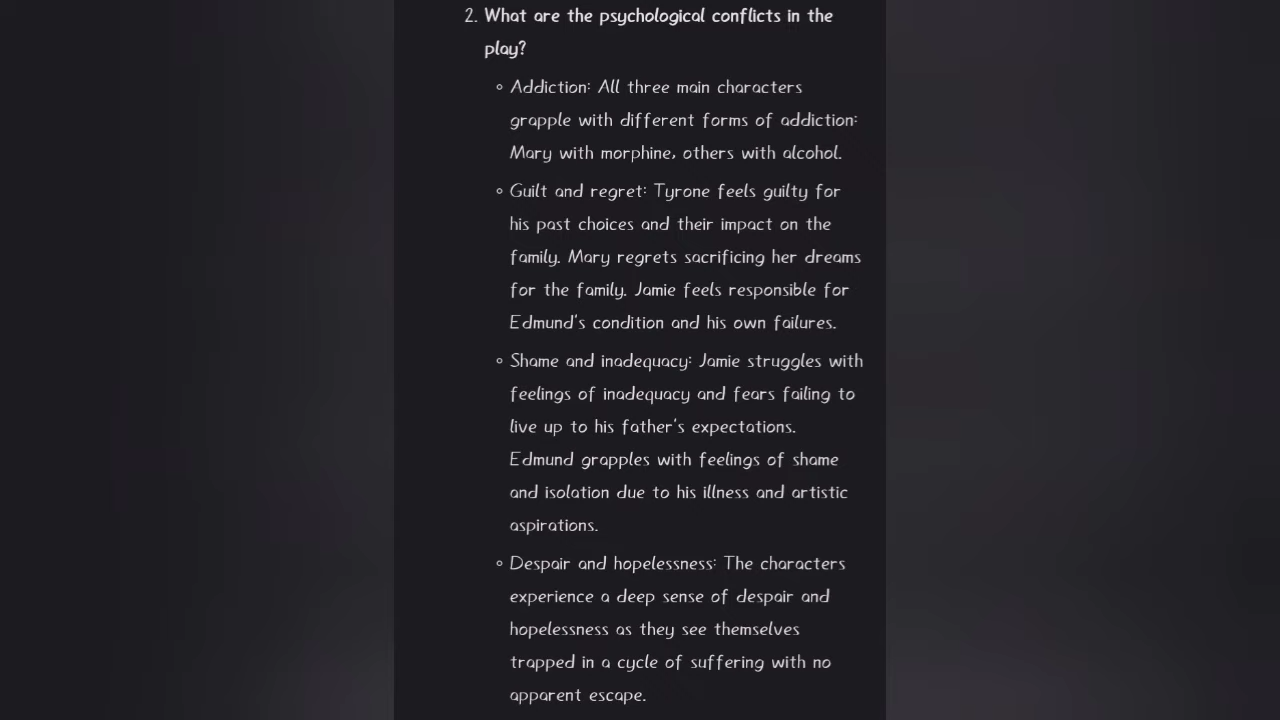 2. What are the psychological conflicts in the
play?
◦ Addiction: All three main characters
grapple with different forms of addiction:
Mary with morphine, others with alcohol.
◦ Guilt and regret: Tyrone feels guilty for
his past choices and their impact on the
family. Mary regrets sacrificing her dreams
for the family. Jamie feels responsible for
Edmund's condition and his own failures.
◦ Shame and inadequacy: Jamie struggles with
feelings of inadequacy and fears failing to
live up to his father's expectations.
Edmund grapples with feelings of shame
and isolation due to his illness and artistic
aspirations.
◦ Despair and hopelessness: The characters
experience a deep sense of despair and
hopelessness as they see themselves
trapped in a cycle of suffering with no
apparent escape.